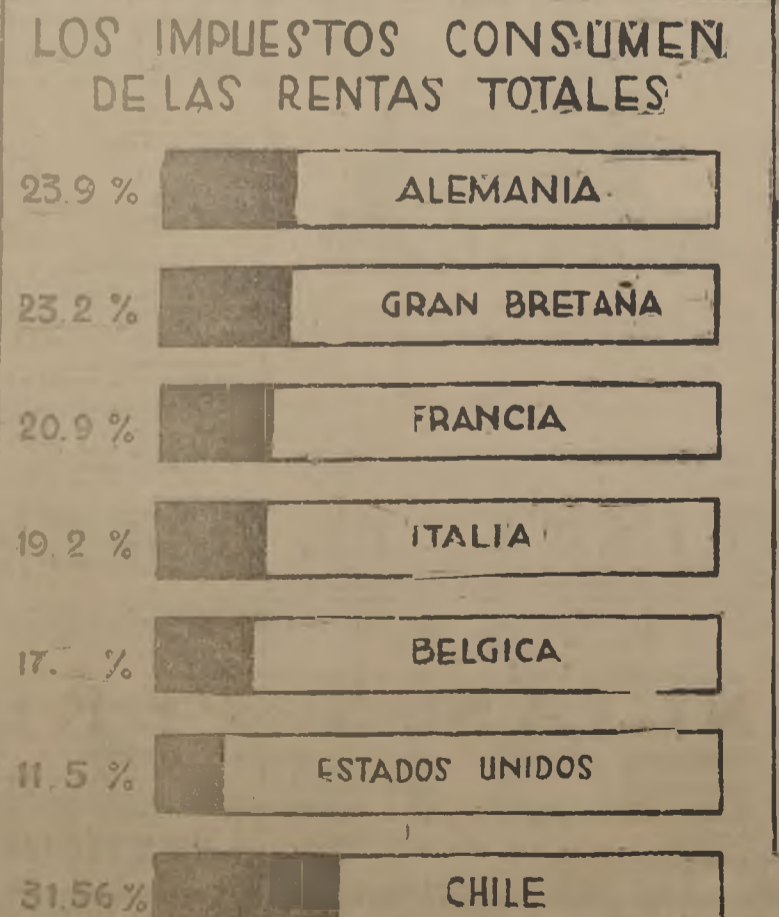 LOS IMPUESTOS CONSUMEN
DE LAS RENTAS TOTALES
23.9 % ALEMANIA
23.2 % GRAN BRETAÑA
20.9 % FRANCIA
19.2 % ITALIA
17. % BELGICA
11.5 % ESTADOS UNIDOS
31.56 % CHILE